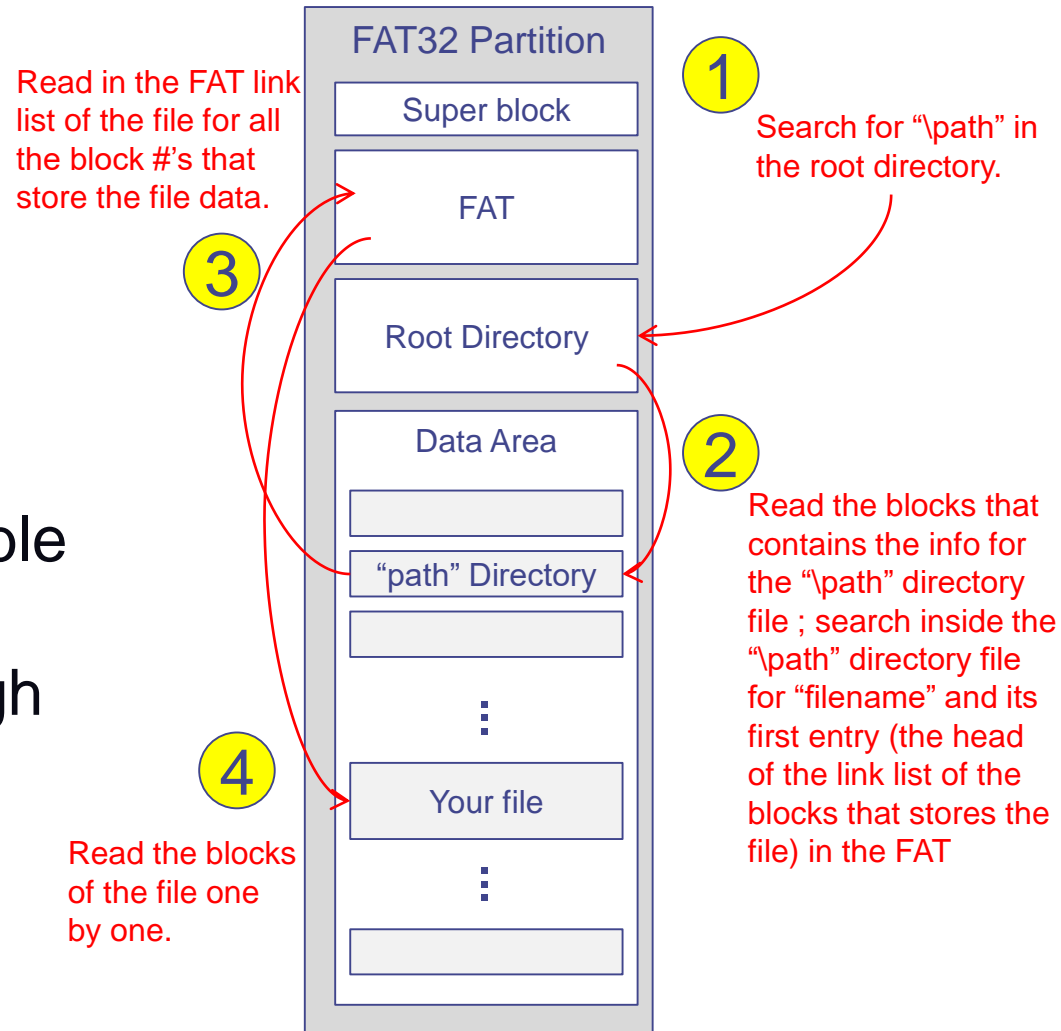 FAT32 Partition
Super block
FAT
Root Directory
Data Area
“path” Directory
Your file
1
Search for “\path” in
the root directory.
2
Read the blocks that
contains the info for
the “\path” directory
file ; search inside the
“\path” directory file
for “filename” and its
first entry (the head
of the link list of the
blocks that stores the
file) in the FAT
Read in the FAT link
list of the file for all
the block #’s that
store the file data.
3
4
Read the blocks
of the file one
by one.